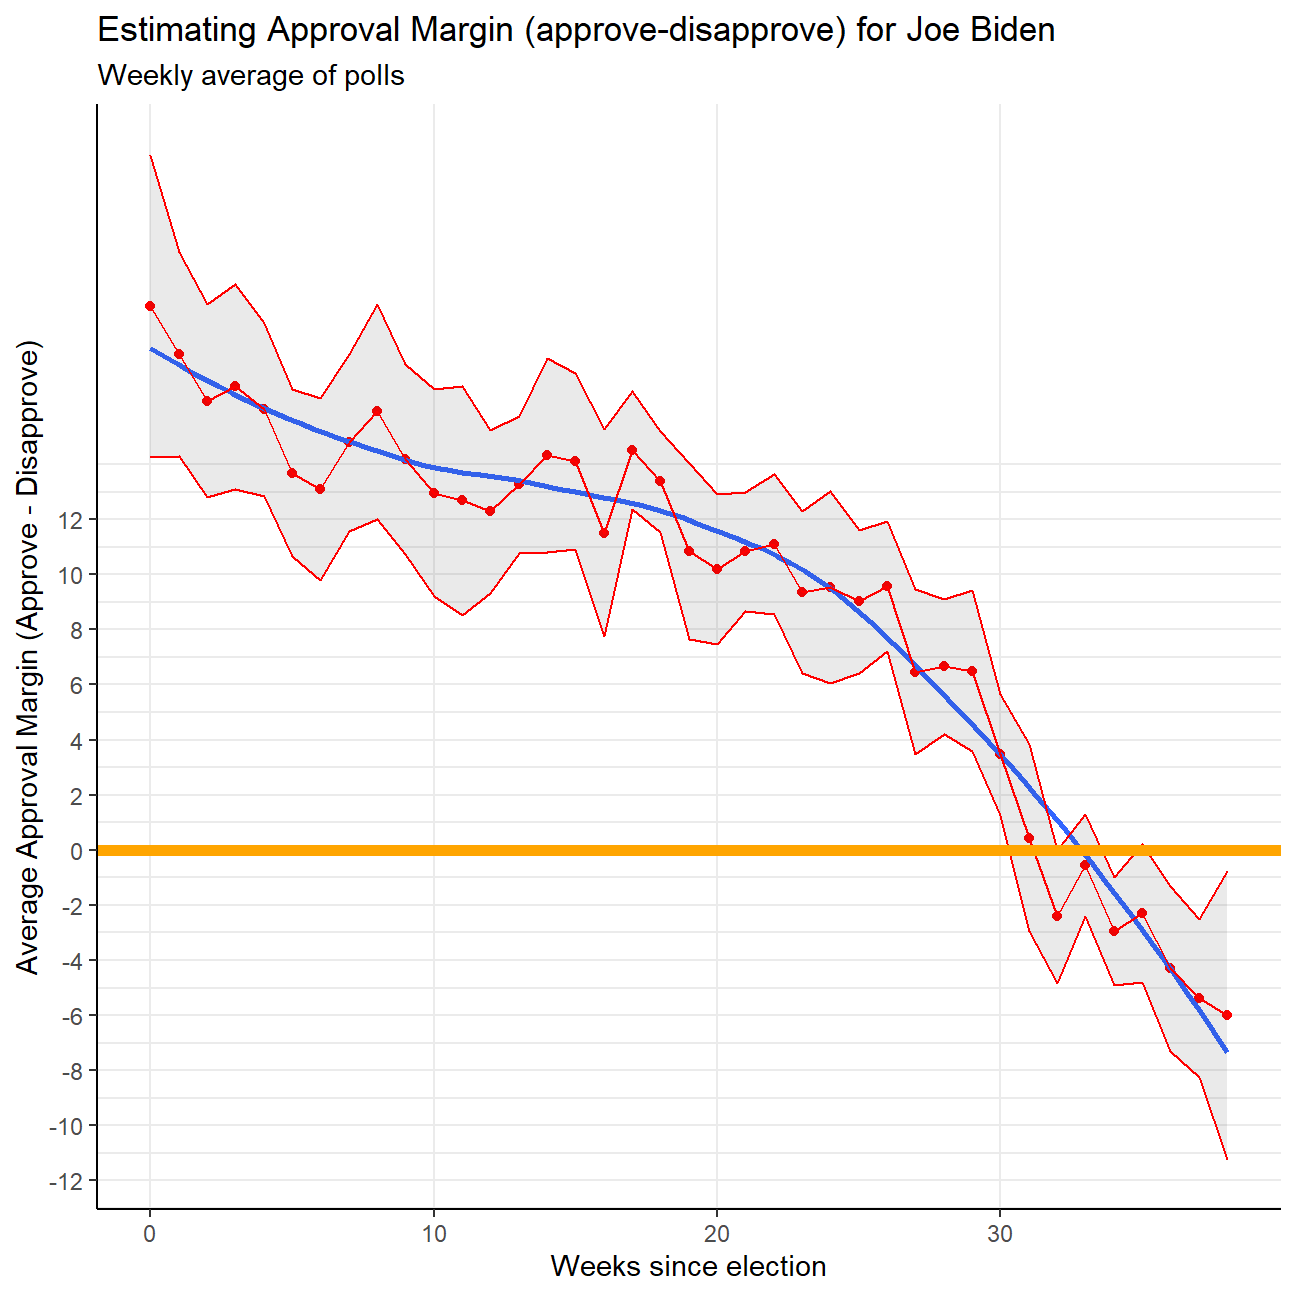 Estimating Approval Margin (approve-disapprove) for Joe Biden
Weekly average of polls
Average Approval Margin (Approve - Disapprove)
12
10
8
6
4
2
0
-2
-4
-6
-8
-10
-12
0 10 20 30
Weeks since election